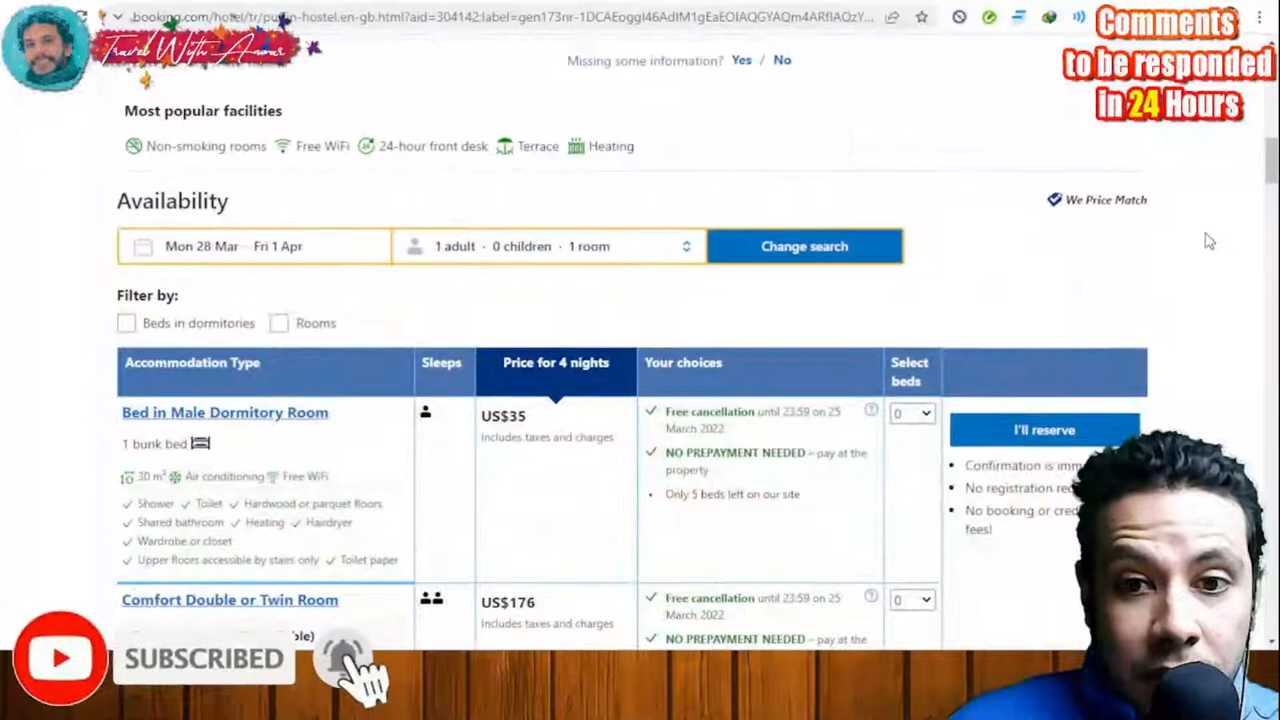 Travel With Anwar
Comments
to be responded
in 24 Hours
Missing some information? Yes / No
Most popular facilities
Non-smoking rooms Free WiFi 24-hour front desk Terrace Heating
Availability
We Price Match
Mon 28 Mar – Fri 1 Apr
1 adult · 0 children · 1 room
Change search
Filter by:
Beds in dormitories Rooms
Accommodation Type
Sleeps
Price for 4 nights
Your choices
Select
beds
Bed in Male Dormitory Room
1 bunk bed
30 m² Air conditioning Free WiFi
Shower Toilet Hardwood or parquet floors
Shared bathroom Heating Hairdryer
Wardrobe or closet
Upper floors accessible by stairs only Toilet paper
US$35
Includes taxes and charges
Free cancellation until 23:59 on 25
March 2022
NO PREPAYMENT NEEDED – pay at the
property
Only 5 beds left on our site
0
I'll reserve
Confirmation is imm
No registration req
No booking or cred
fees!
Comfort Double or Twin Room
US$176
Includes taxes and charges
Free cancellation until 23:59 on 25
March 2022
NO PREPAYMENT NEEDED – pay at the
0
SUBSCRIBED